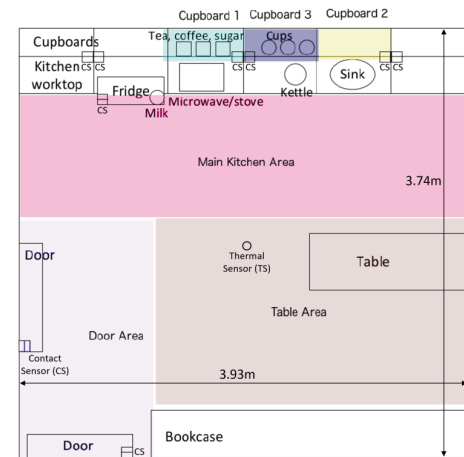 Cupboard 1 Cupboard 3 Cupboard 2
Cupboards
Tea, coffee, sugar
Cups
Kitchen
worktop
CS CS
CS CS
CS CS
Sink
Fridge
Kettle
Microwave/stove
CS
Milk
Main Kitchen Area
3.74m
Door
Thermal
Sensor (TS)
Table
Table Area
Door Area
Contact
Sensor (CS)
3.93m
Bookcase
Door
CS